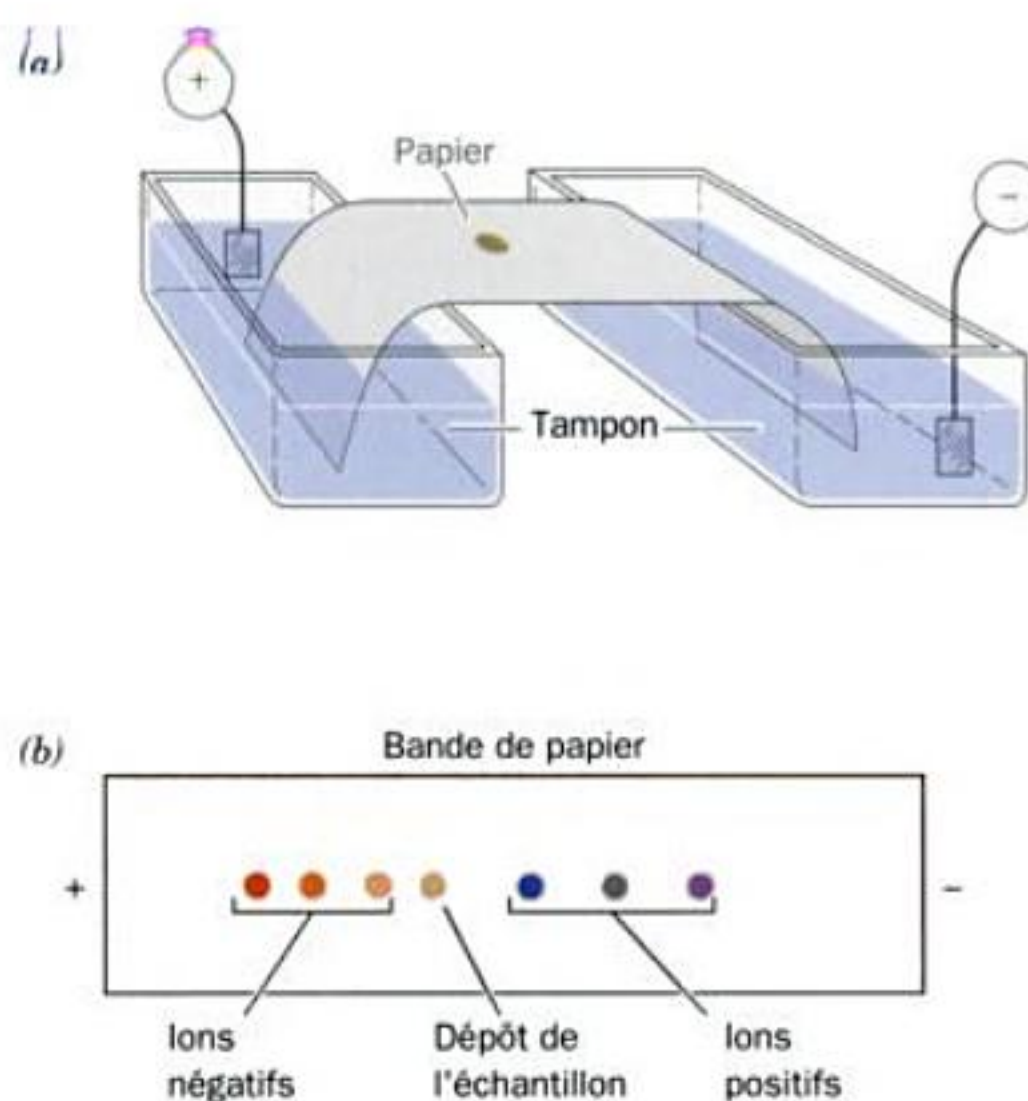 (a)
+
Papier
−
Tampon
(b)
Bande de papier
+
−
Ions
négatifs
Dépôt de
l'échantillon
Ions
positifs